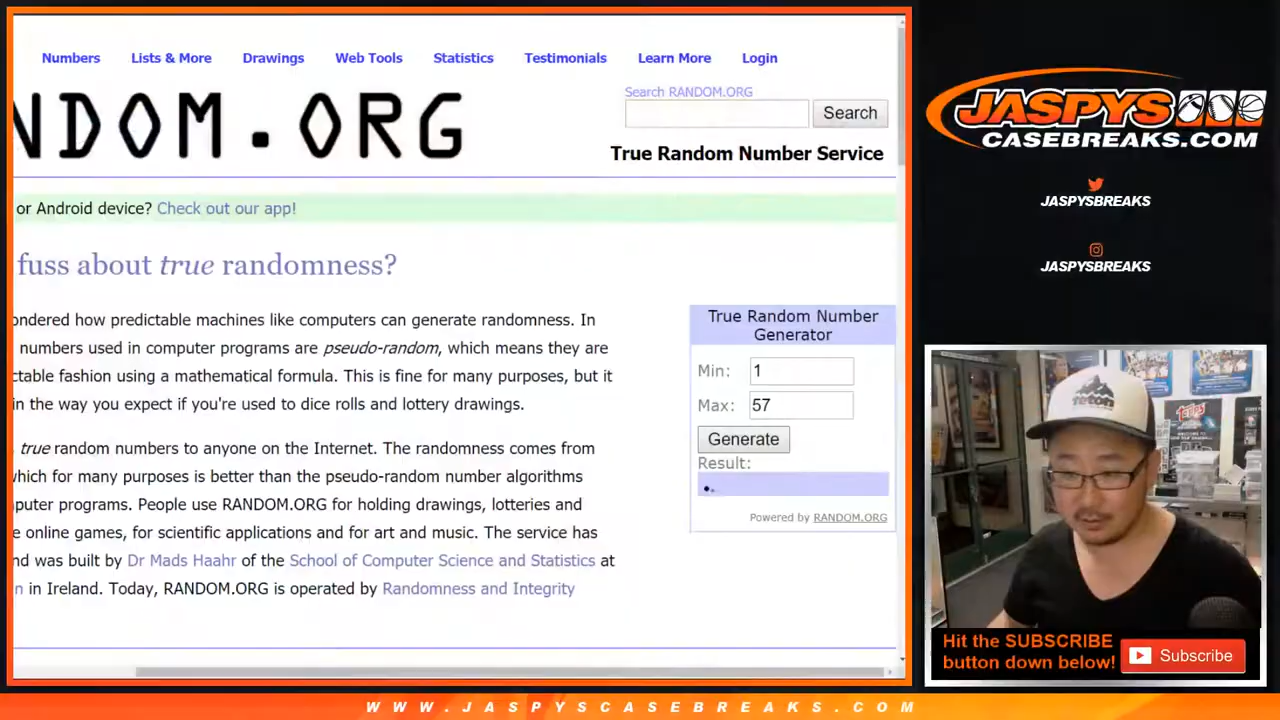 Numbers Lists & More Drawings Web Tools Statistics Testimonials Learn More Login
Search RANDOM.ORG
NDOM.ORG
Search
True Random Number Service
or Android device? Check out our app!
fuss about true randomness?
ondered how predictable machines like computers can generate randomness. In
numbers used in computer programs are pseudo-random, which means they are
ctable fashion using a mathematical formula. This is fine for many purposes, but it
in the way you expect if you're used to dice rolls and lottery drawings.
true random numbers to anyone on the Internet. The randomness comes from
which for many purposes is better than the pseudo-random number algorithms
puter programs. People use RANDOM.ORG for holding drawings, lotteries and
e online games, for scientific applications and for art and music. The service has
nd was built by Dr Mads Haahr of the School of Computer Science and Statistics at
n in Ireland. Today, RANDOM.ORG is operated by Randomness and Integrity
True Random Number
Generator
Min: 1
Max: 57
Generate
Result:
Powered by RANDOM.ORG
JASPYS
CASEBREAKS.COM
JASPYSBREAKS
JASPYSBREAKS
teton
Topps
Hit the SUBSCRIBE
button down below!
Subscribe
WWW.JASPYSCASEBREAKS.COM